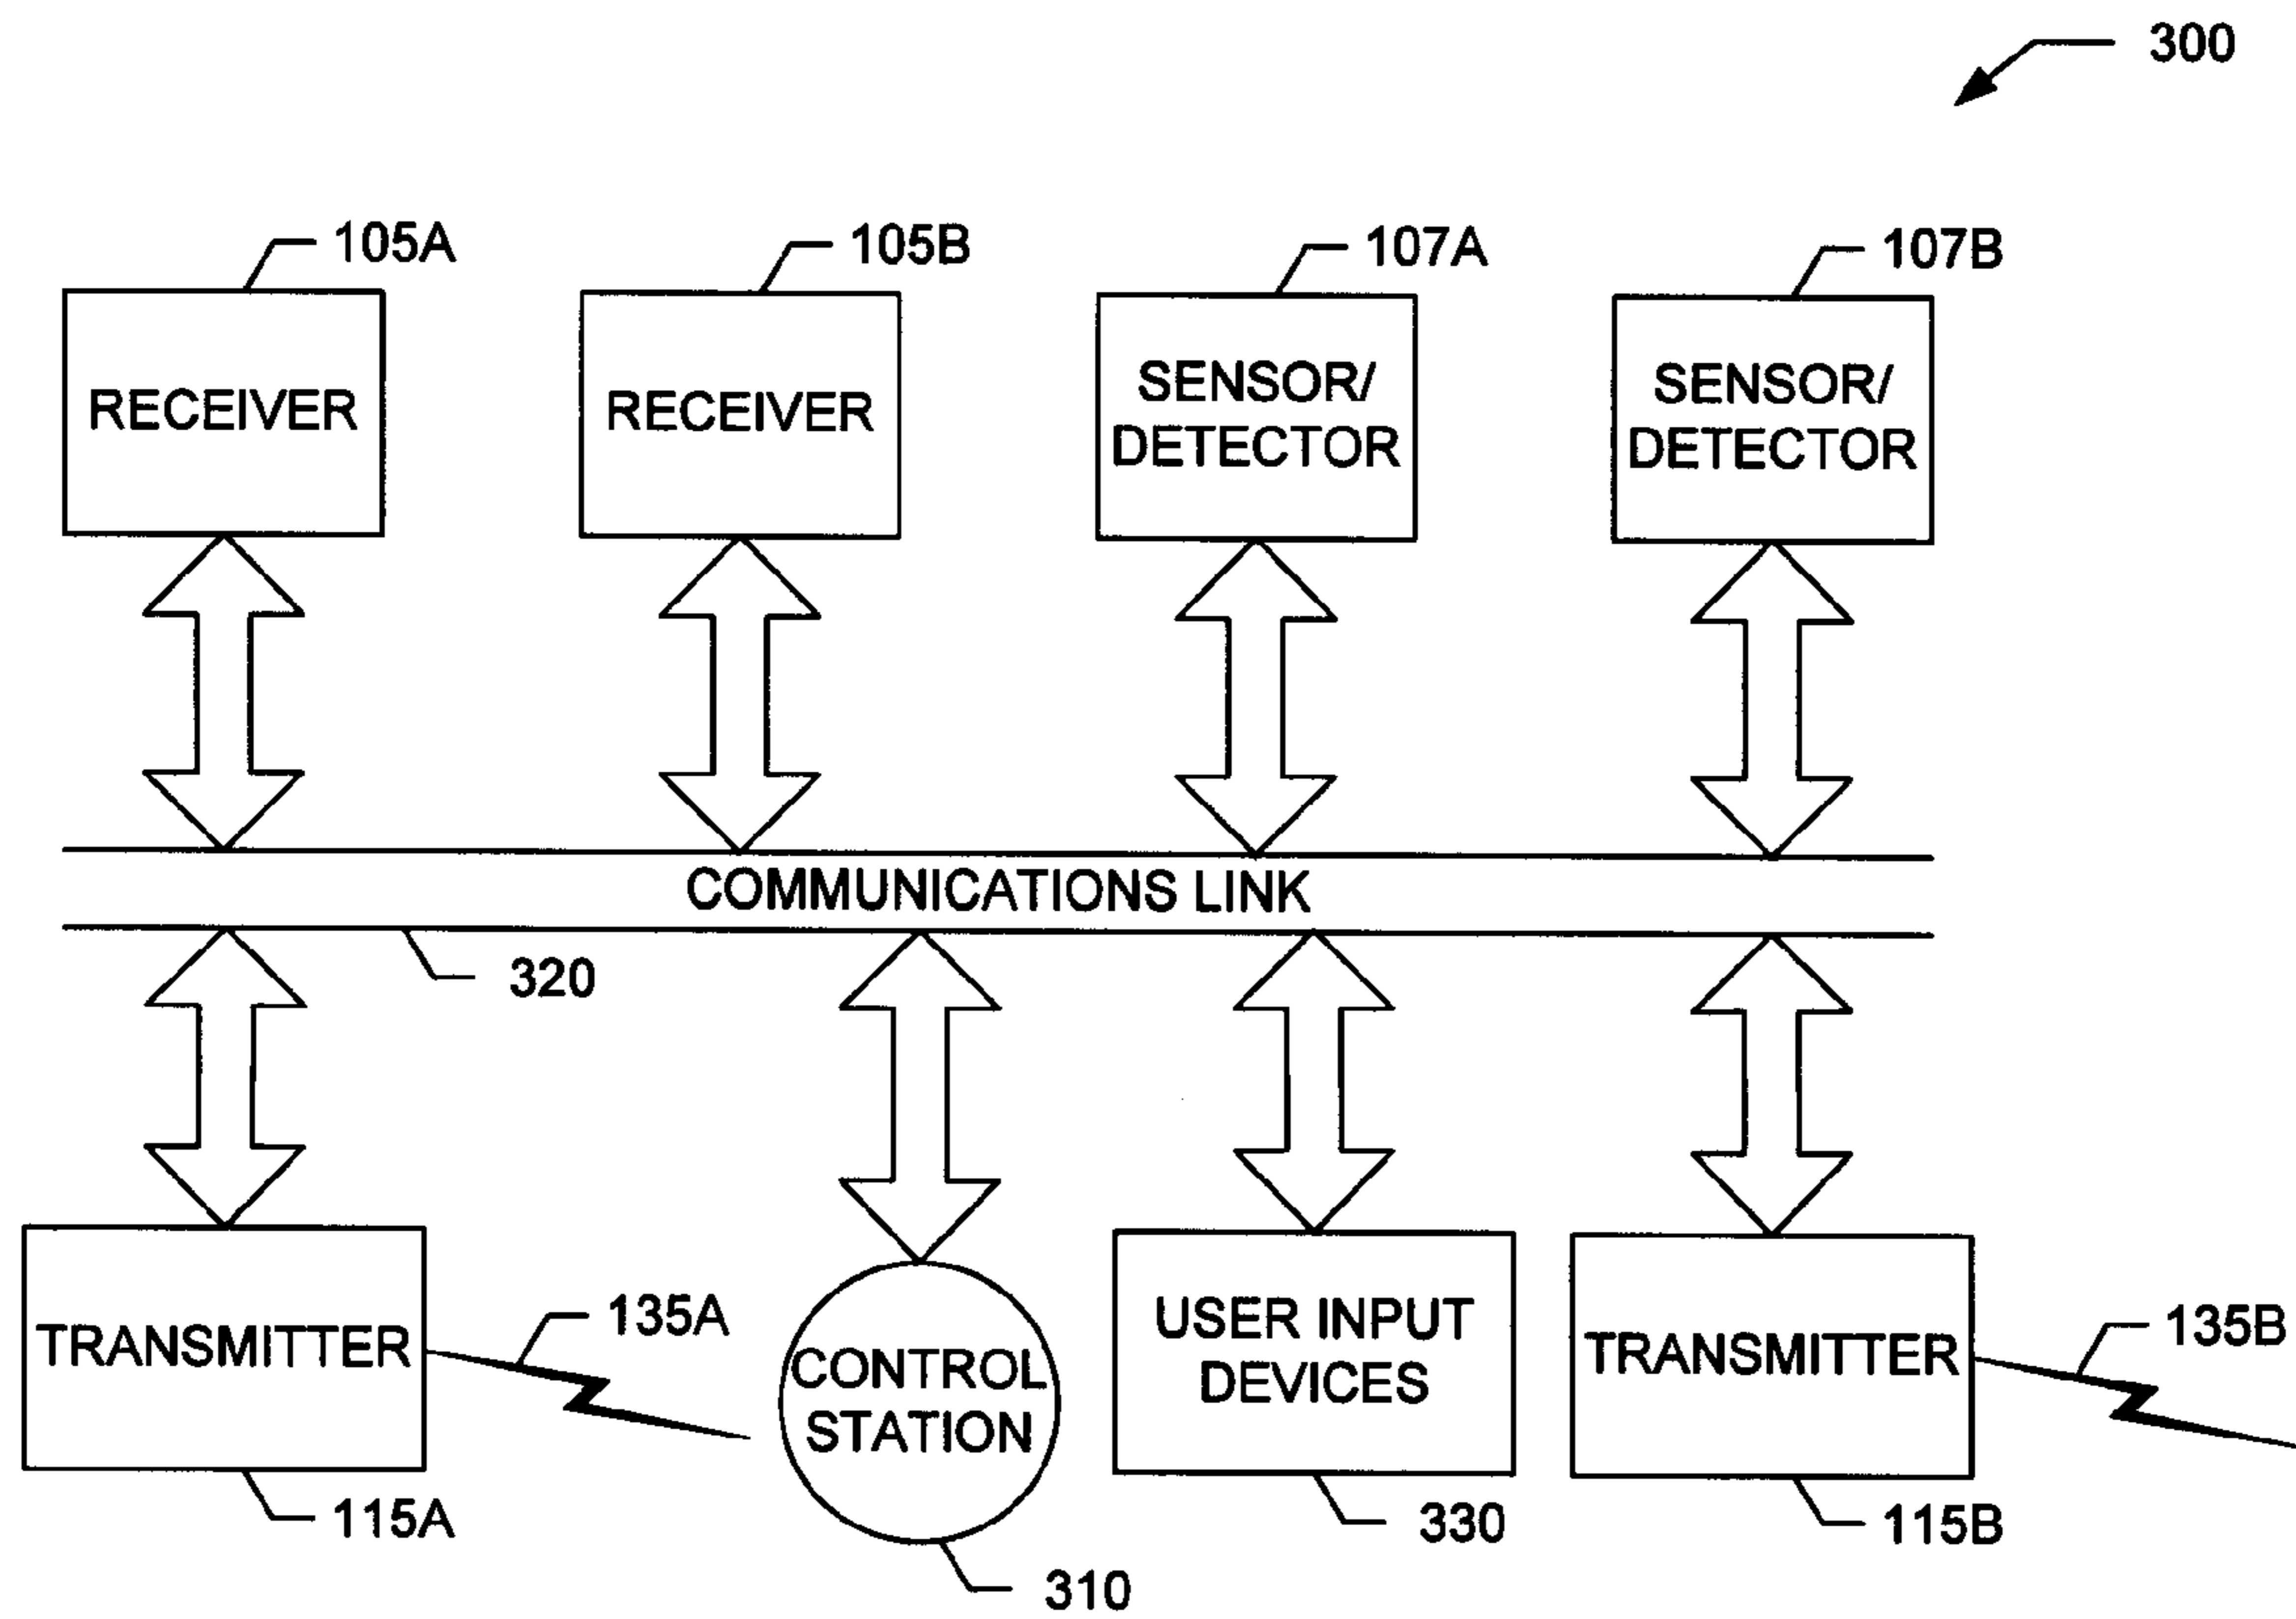 300
105A
105B
107A
107B
RECEIVER
RECEIVER
SENSOR/
DETECTOR
SENSOR/
DETECTOR
COMMUNICATIONS LINK
320
TRANSMITTER
135A
CONTROL
STATION
USER INPUT
DEVICES
TRANSMITTER
135B
115A
310
330
115B